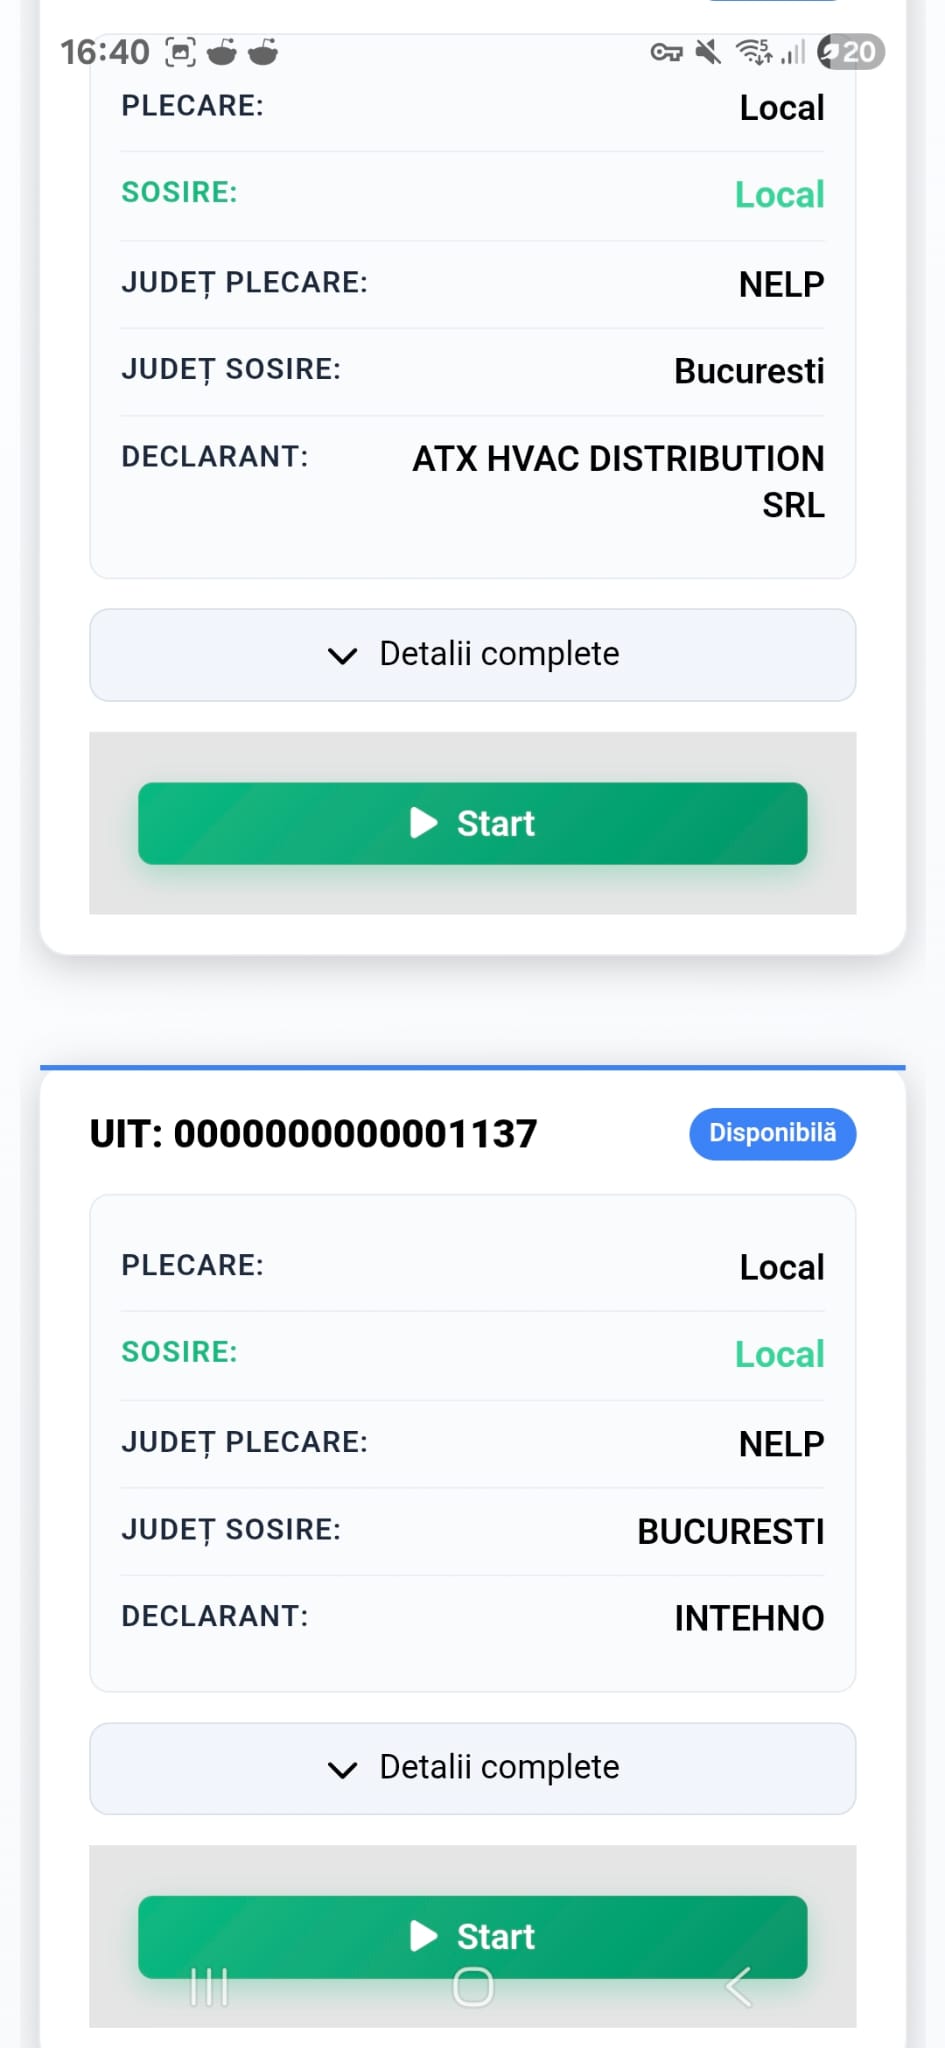 16:40
5
20
PLECARE: Local
SOSIRE: Local
JUDEȚ PLECARE: NELP
JUDEȚ SOSIRE: Bucuresti
DECLARANT: ATX HVAC DISTRIBUTION
SRL
Detalii complete
Start
UIT: 0000000000001137
Disponibilă
PLECARE: Local
SOSIRE: Local
JUDEȚ PLECARE: NELP
JUDEȚ SOSIRE: BUCURESTI
DECLARANT: INTEHNO
Detalii complete
Start